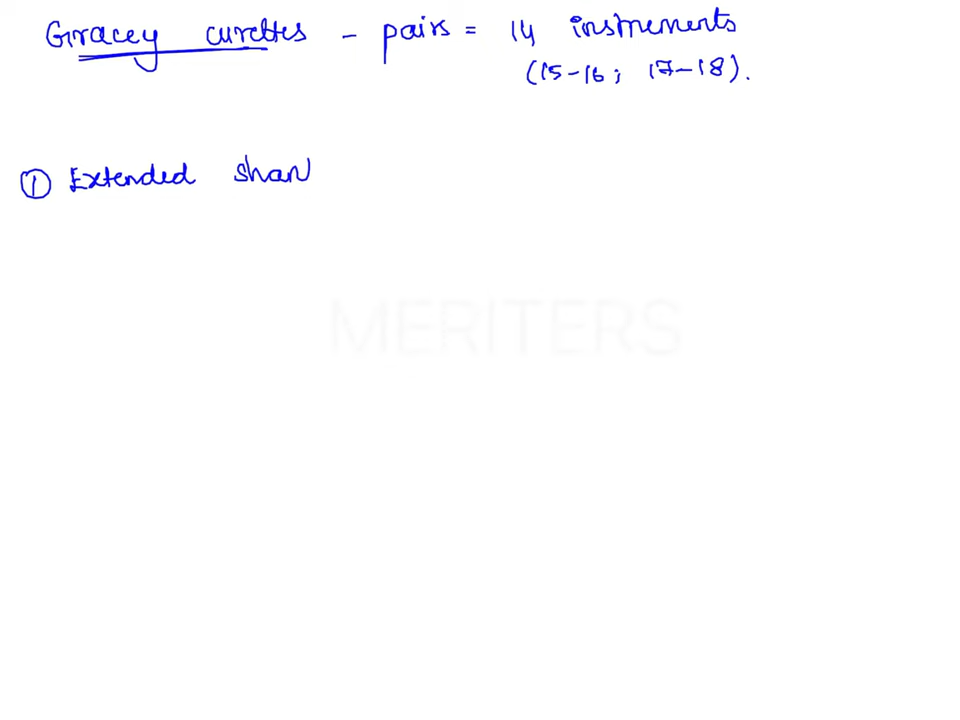 Gracey curettes - pairs = 14 instruments
(15-16; 17-18).
① Extended shan
MERITERS